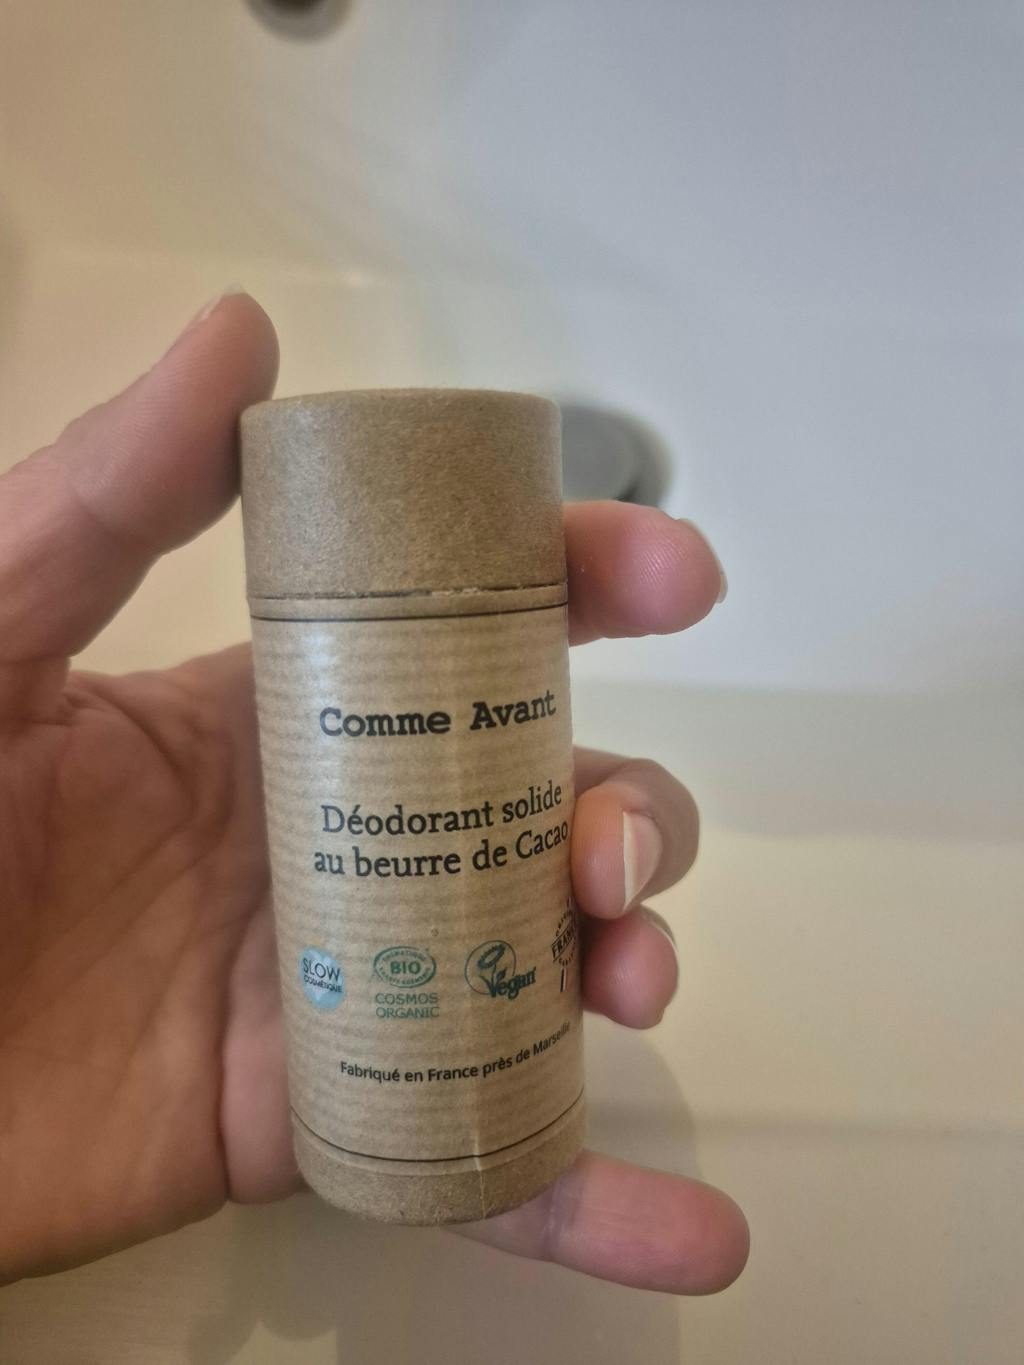 Comme Avant
Déodorant solide
au beurre de Cacao
SLOW
COSMÉTIQUE
BIO
COSMOS
ORGANIC
Vegan
FRANC
Fabriqué en France près de Marseille